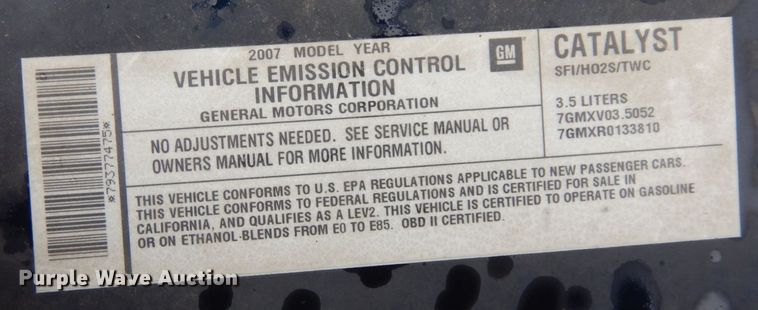 2007 MODEL YEAR
VEHICLE EMISSION CONTROL
INFORMATION
GENERAL MOTORS CORPORATION
GM
NO ADJUSTMENTS NEEDED. SEE SERVICE MANUAL OR
OWNERS MANUAL FOR MORE INFORMATION.
CATALYST
SFI/HO2S/TWC
3.5 LITERS
7GMXV03.5052
7GMXR0133810
THIS VEHICLE CONFORMS TO U.S. EPA REGULATIONS APPLICABLE TO NEW PASSENGER CARS.
THIS VEHICLE CONFORMS TO FEDERAL REGULATIONS AND IS CERTIFIED FOR SALE IN
CALIFORNIA, AND QUALIFIES AS A LEV2. THIS VEHICLE IS CERTIFIED TO OPERATE ON GASOLINE
OR ON ETHANOL-BLENDS FROM E0 TO E85. OBD II CERTIFIED.
*79377475*
Purple Wave Auction